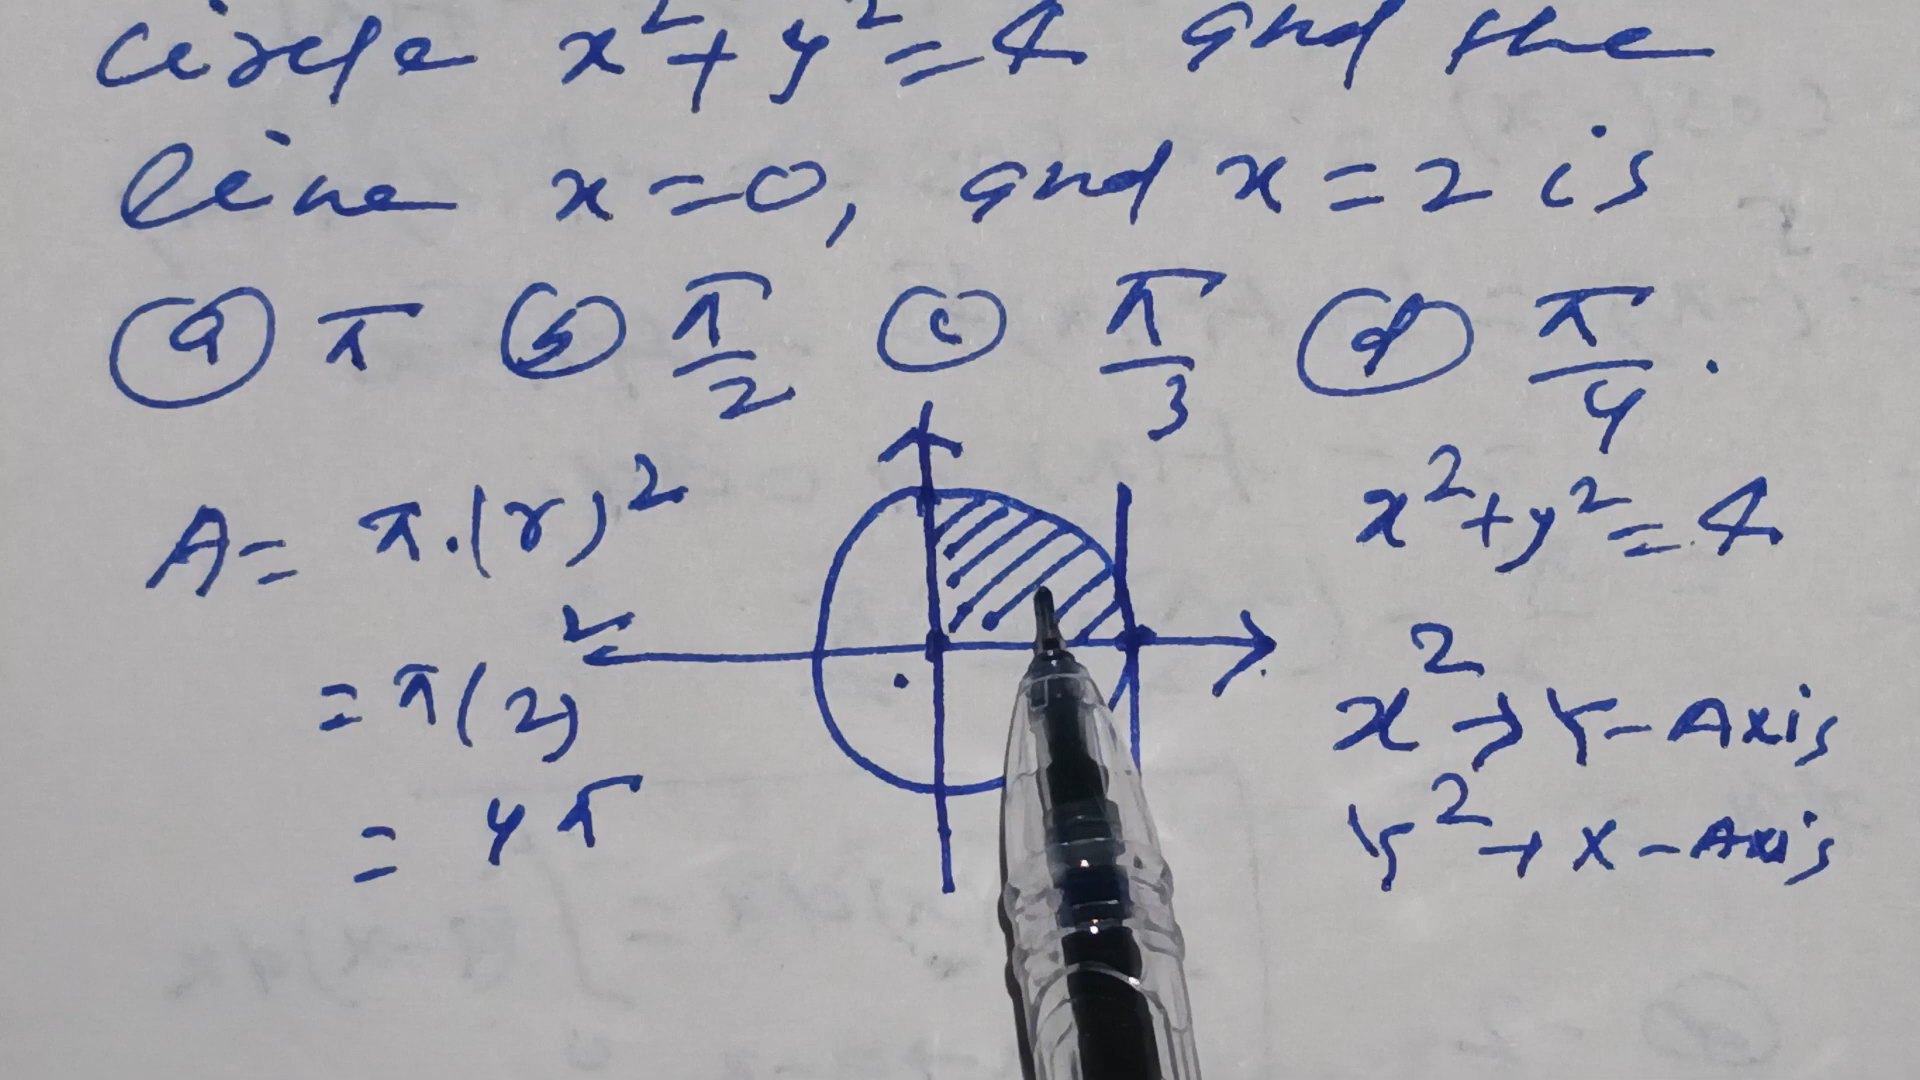 circle x²+y²=4 and the
line x=0, and x=2 is
(a) π (b) π/2 (c) π/3 (d) π/4.
A= π.(r)²
= π(2)²
= 4π
x²+y²=4
x²→Y-Axis
Y²→X-Axis